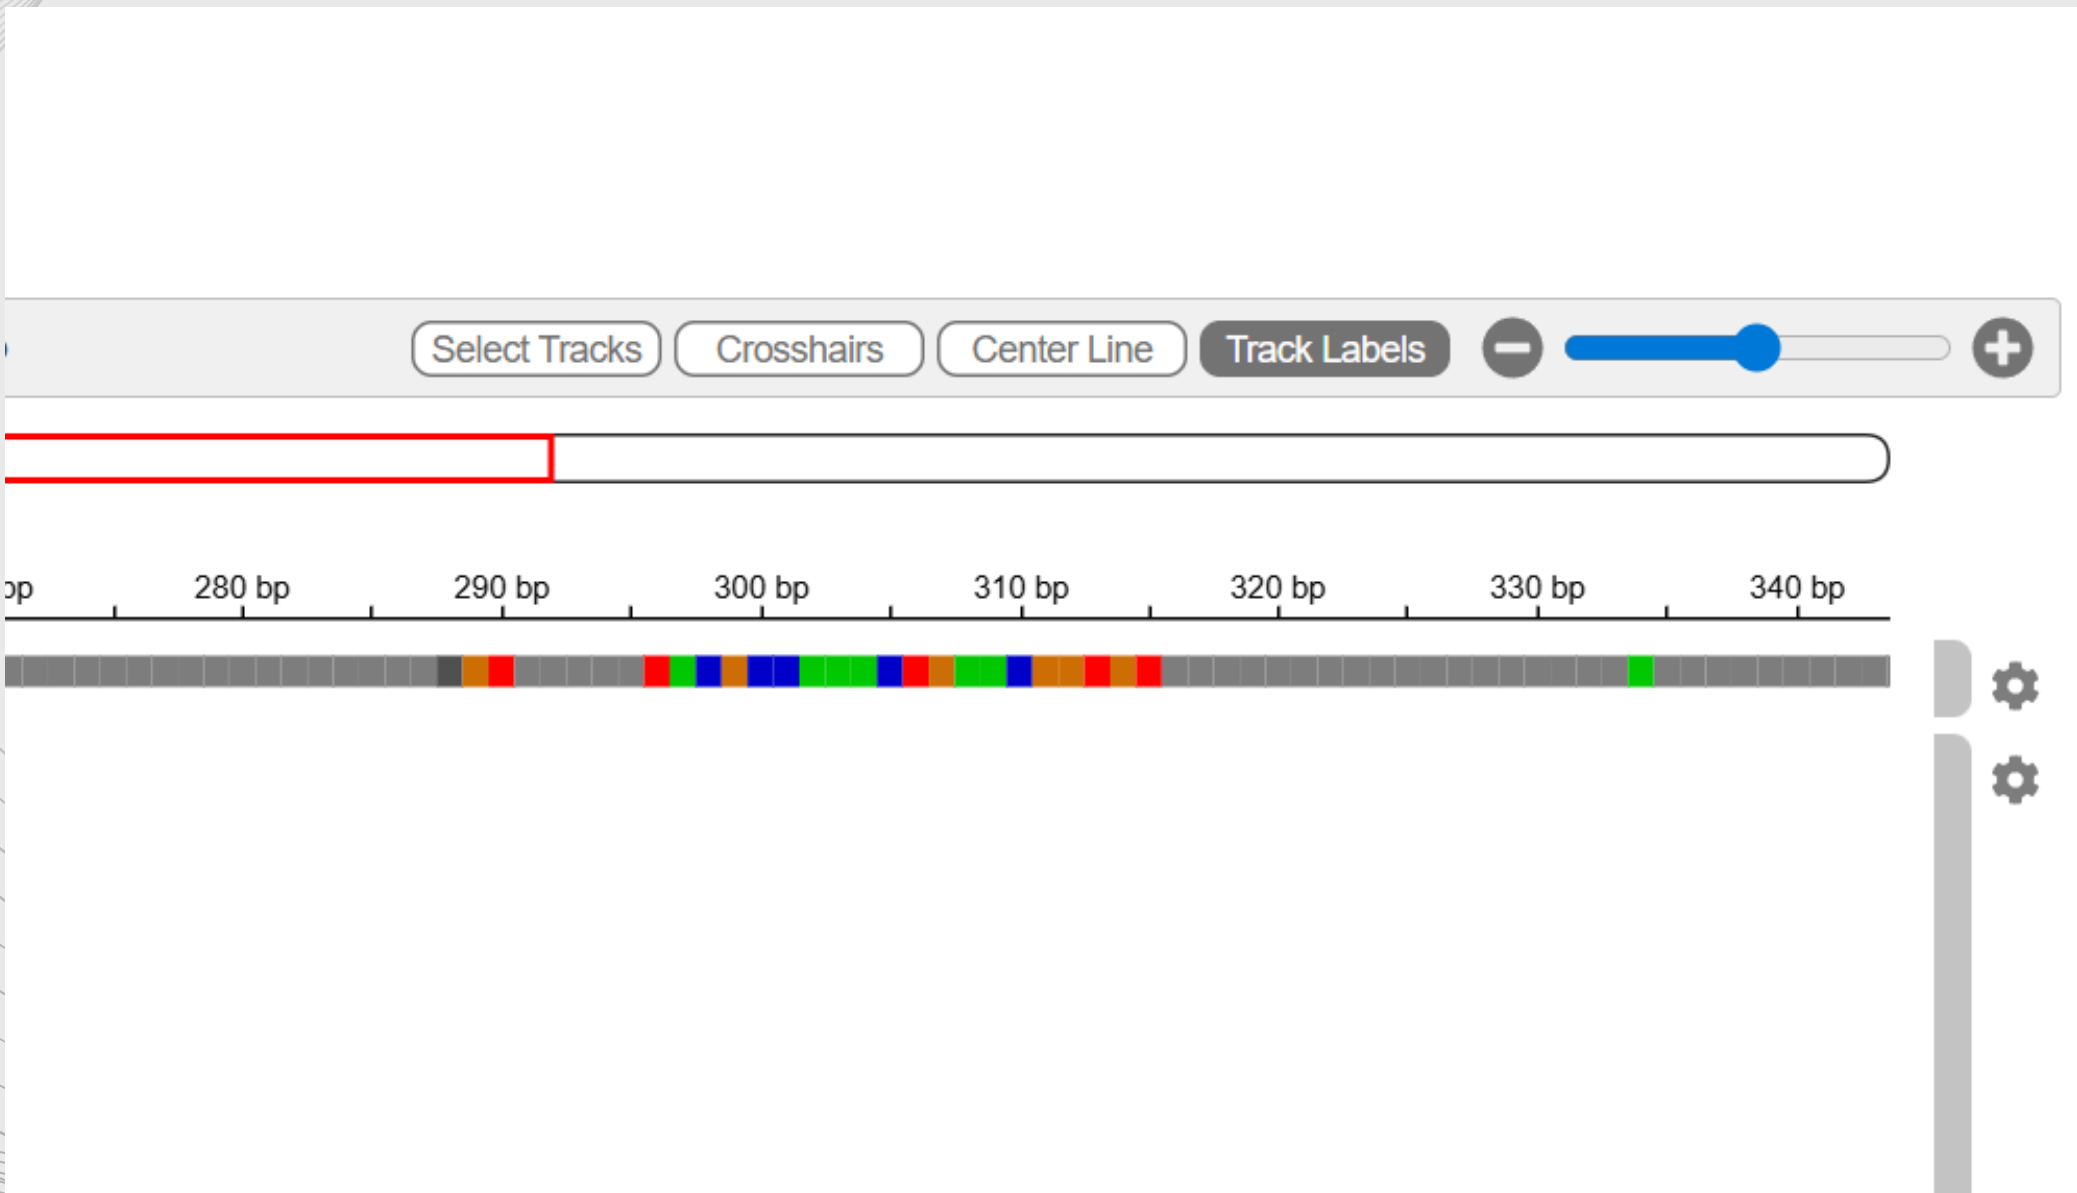 Select Tracks Crosshairs Center Line Track Labels
bp 280 bp 290 bp 300 bp 310 bp 320 bp 330 bp 340 bp